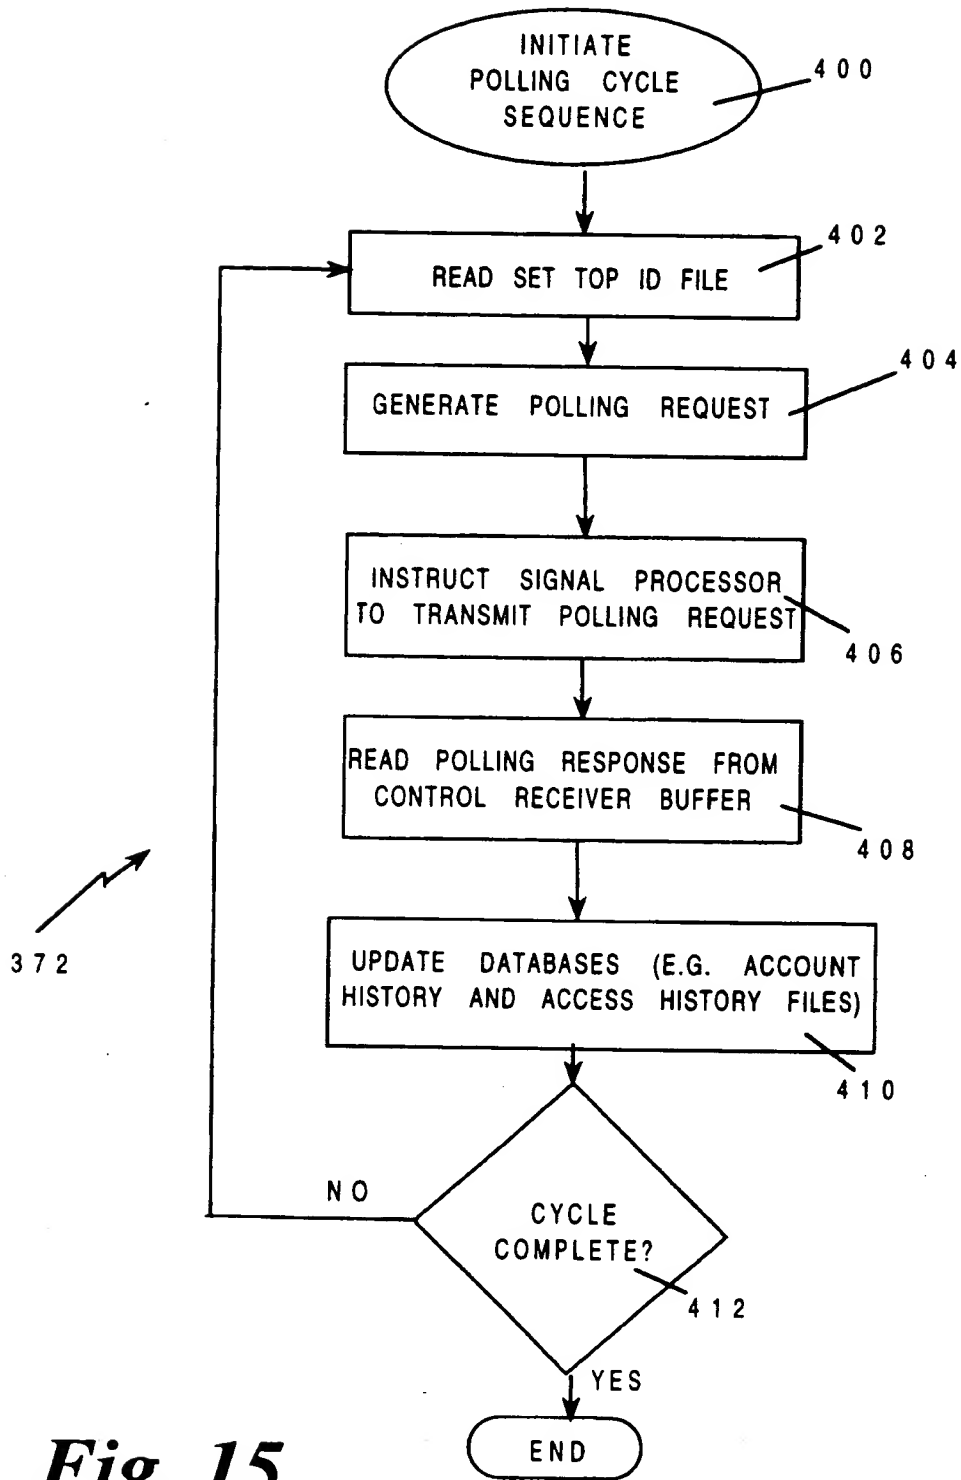 INITIATE
POLLING CYCLE
SEQUENCE
400
READ SET TOP ID FILE
402
GENERATE POLLING REQUEST
404
INSTRUCT SIGNAL PROCESSOR
TO TRANSMIT POLLING REQUEST
406
READ POLLING RESPONSE FROM
CONTROL RECEIVER BUFFER
408
372
UPDATE DATABASES (E.G. ACCOUNT
HISTORY AND ACCESS HISTORY FILES)
410
NO
CYCLE
COMPLETE?
412
YES
END
Fig. 15